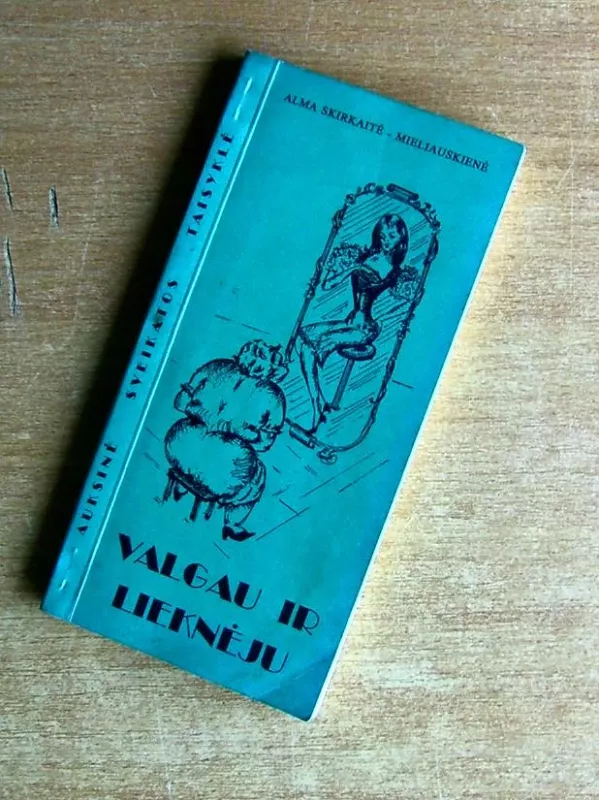 ALMA SKIRKAITĖ - MIELIAUSKIENĖ
AUKSINĖ SVEIKATOS TAISYKLĖ
VALGAU IR
LIEKNĖJU